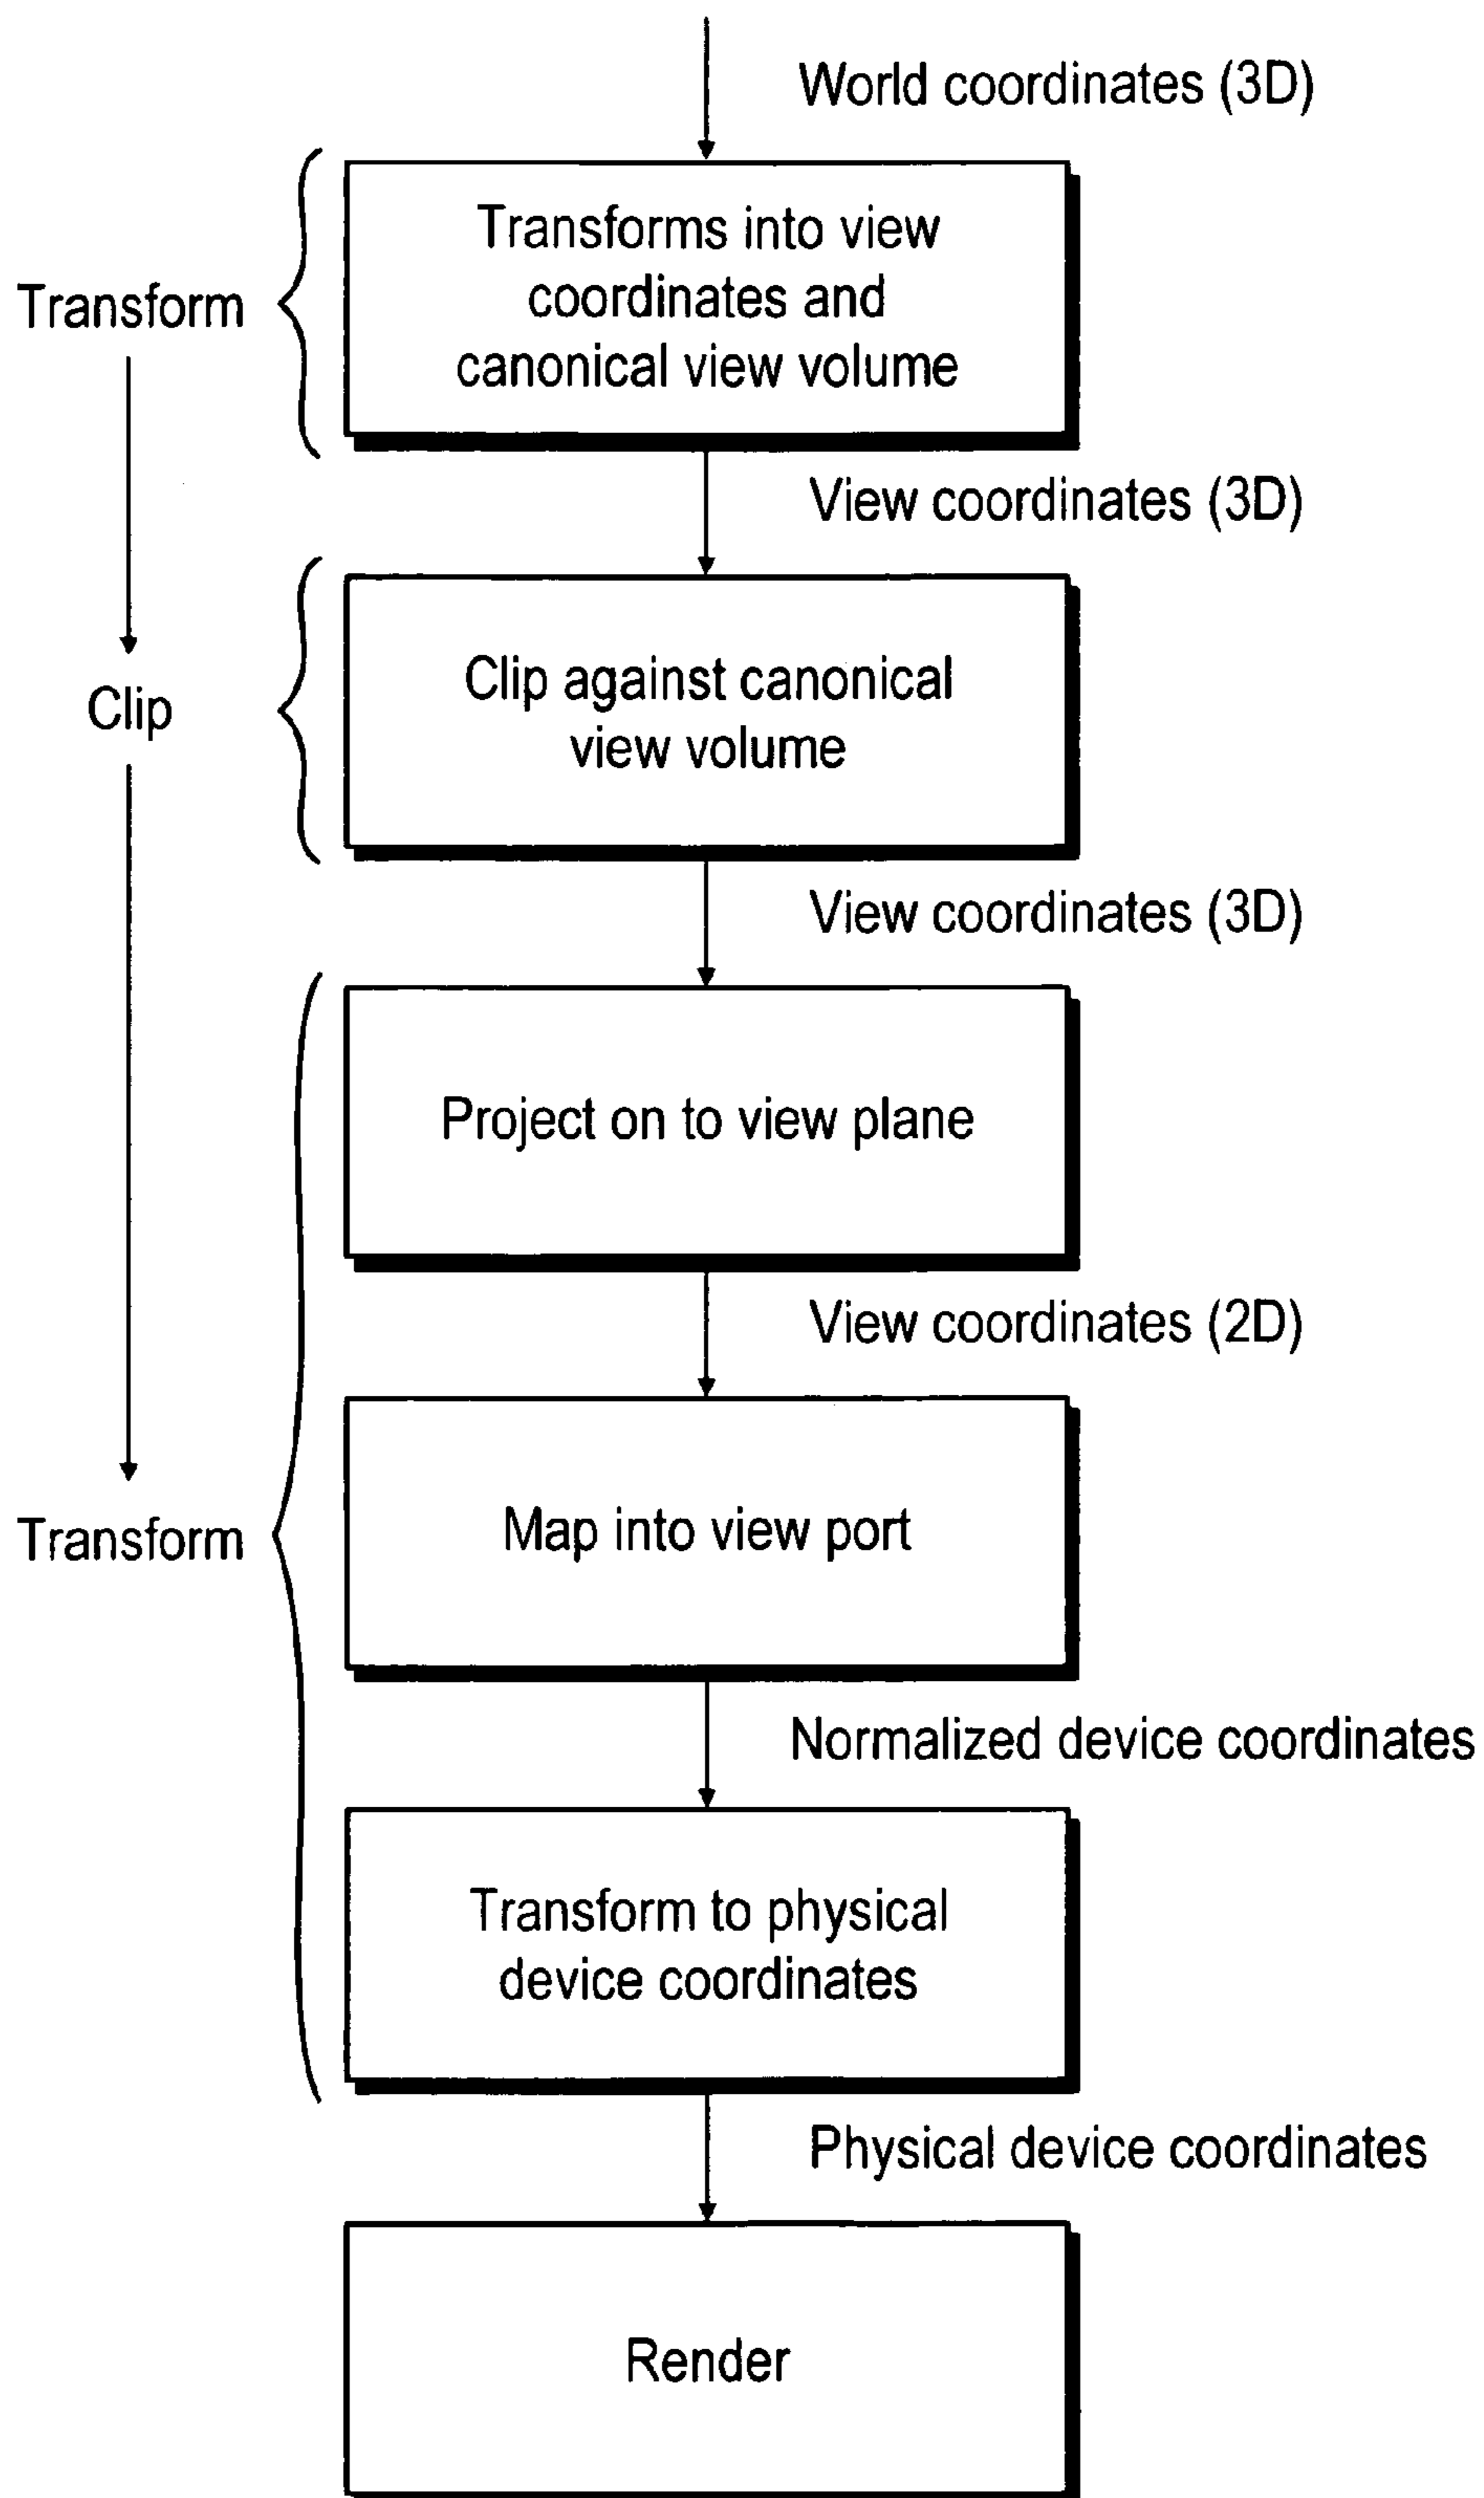 World coordinates (3D)
Transforms into view
coordinates and
canonical view volume
Transform
View coordinates (3D)
Clip against canonical
view volume
Clip
View coordinates (3D)
Project on to view plane
View coordinates (2D)
Map into view port
Transform
Normalized device coordinates
Transform to physical
device coordinates
Physical device coordinates
Render